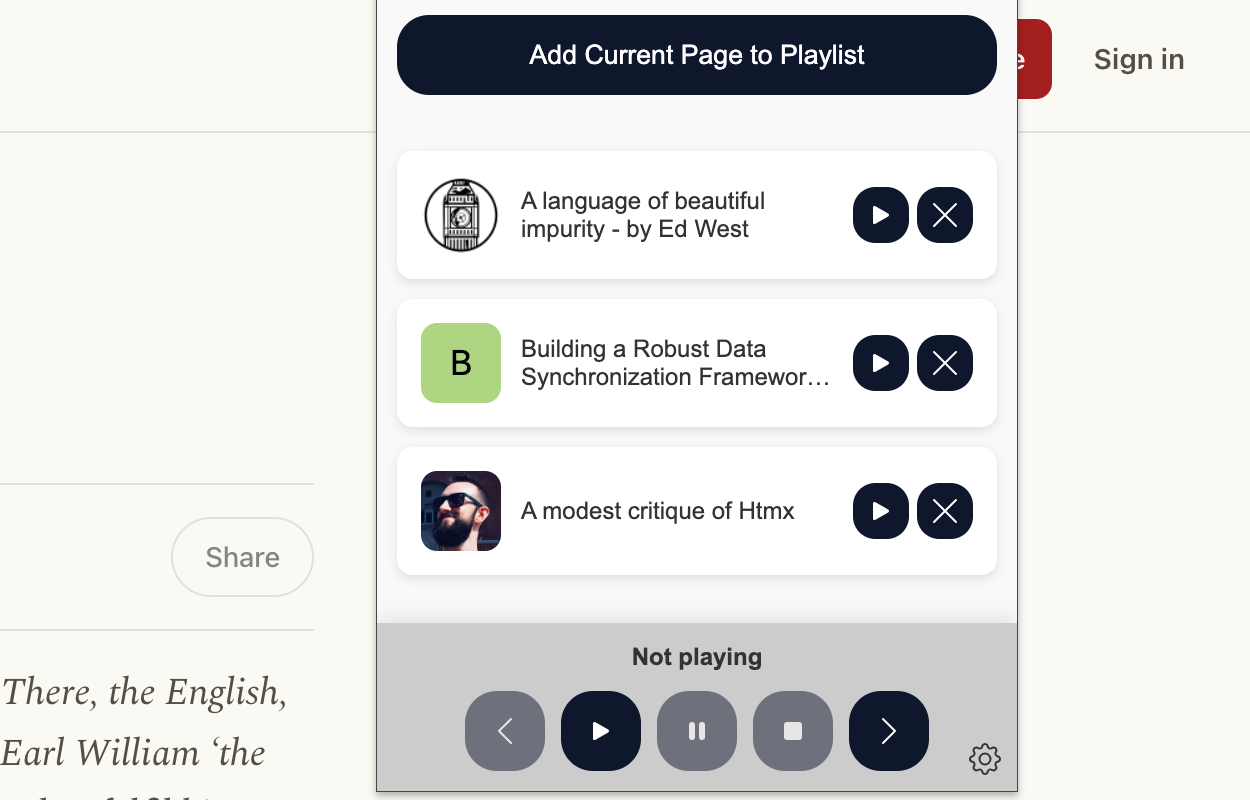 Add Current Page to Playlist
Sign in
A language of beautiful
impurity - by Ed West
B
Building a Robust Data
Synchronization Framewor…
A modest critique of Htmx
Share
Not playing
There, the English,
Earl William ‘the